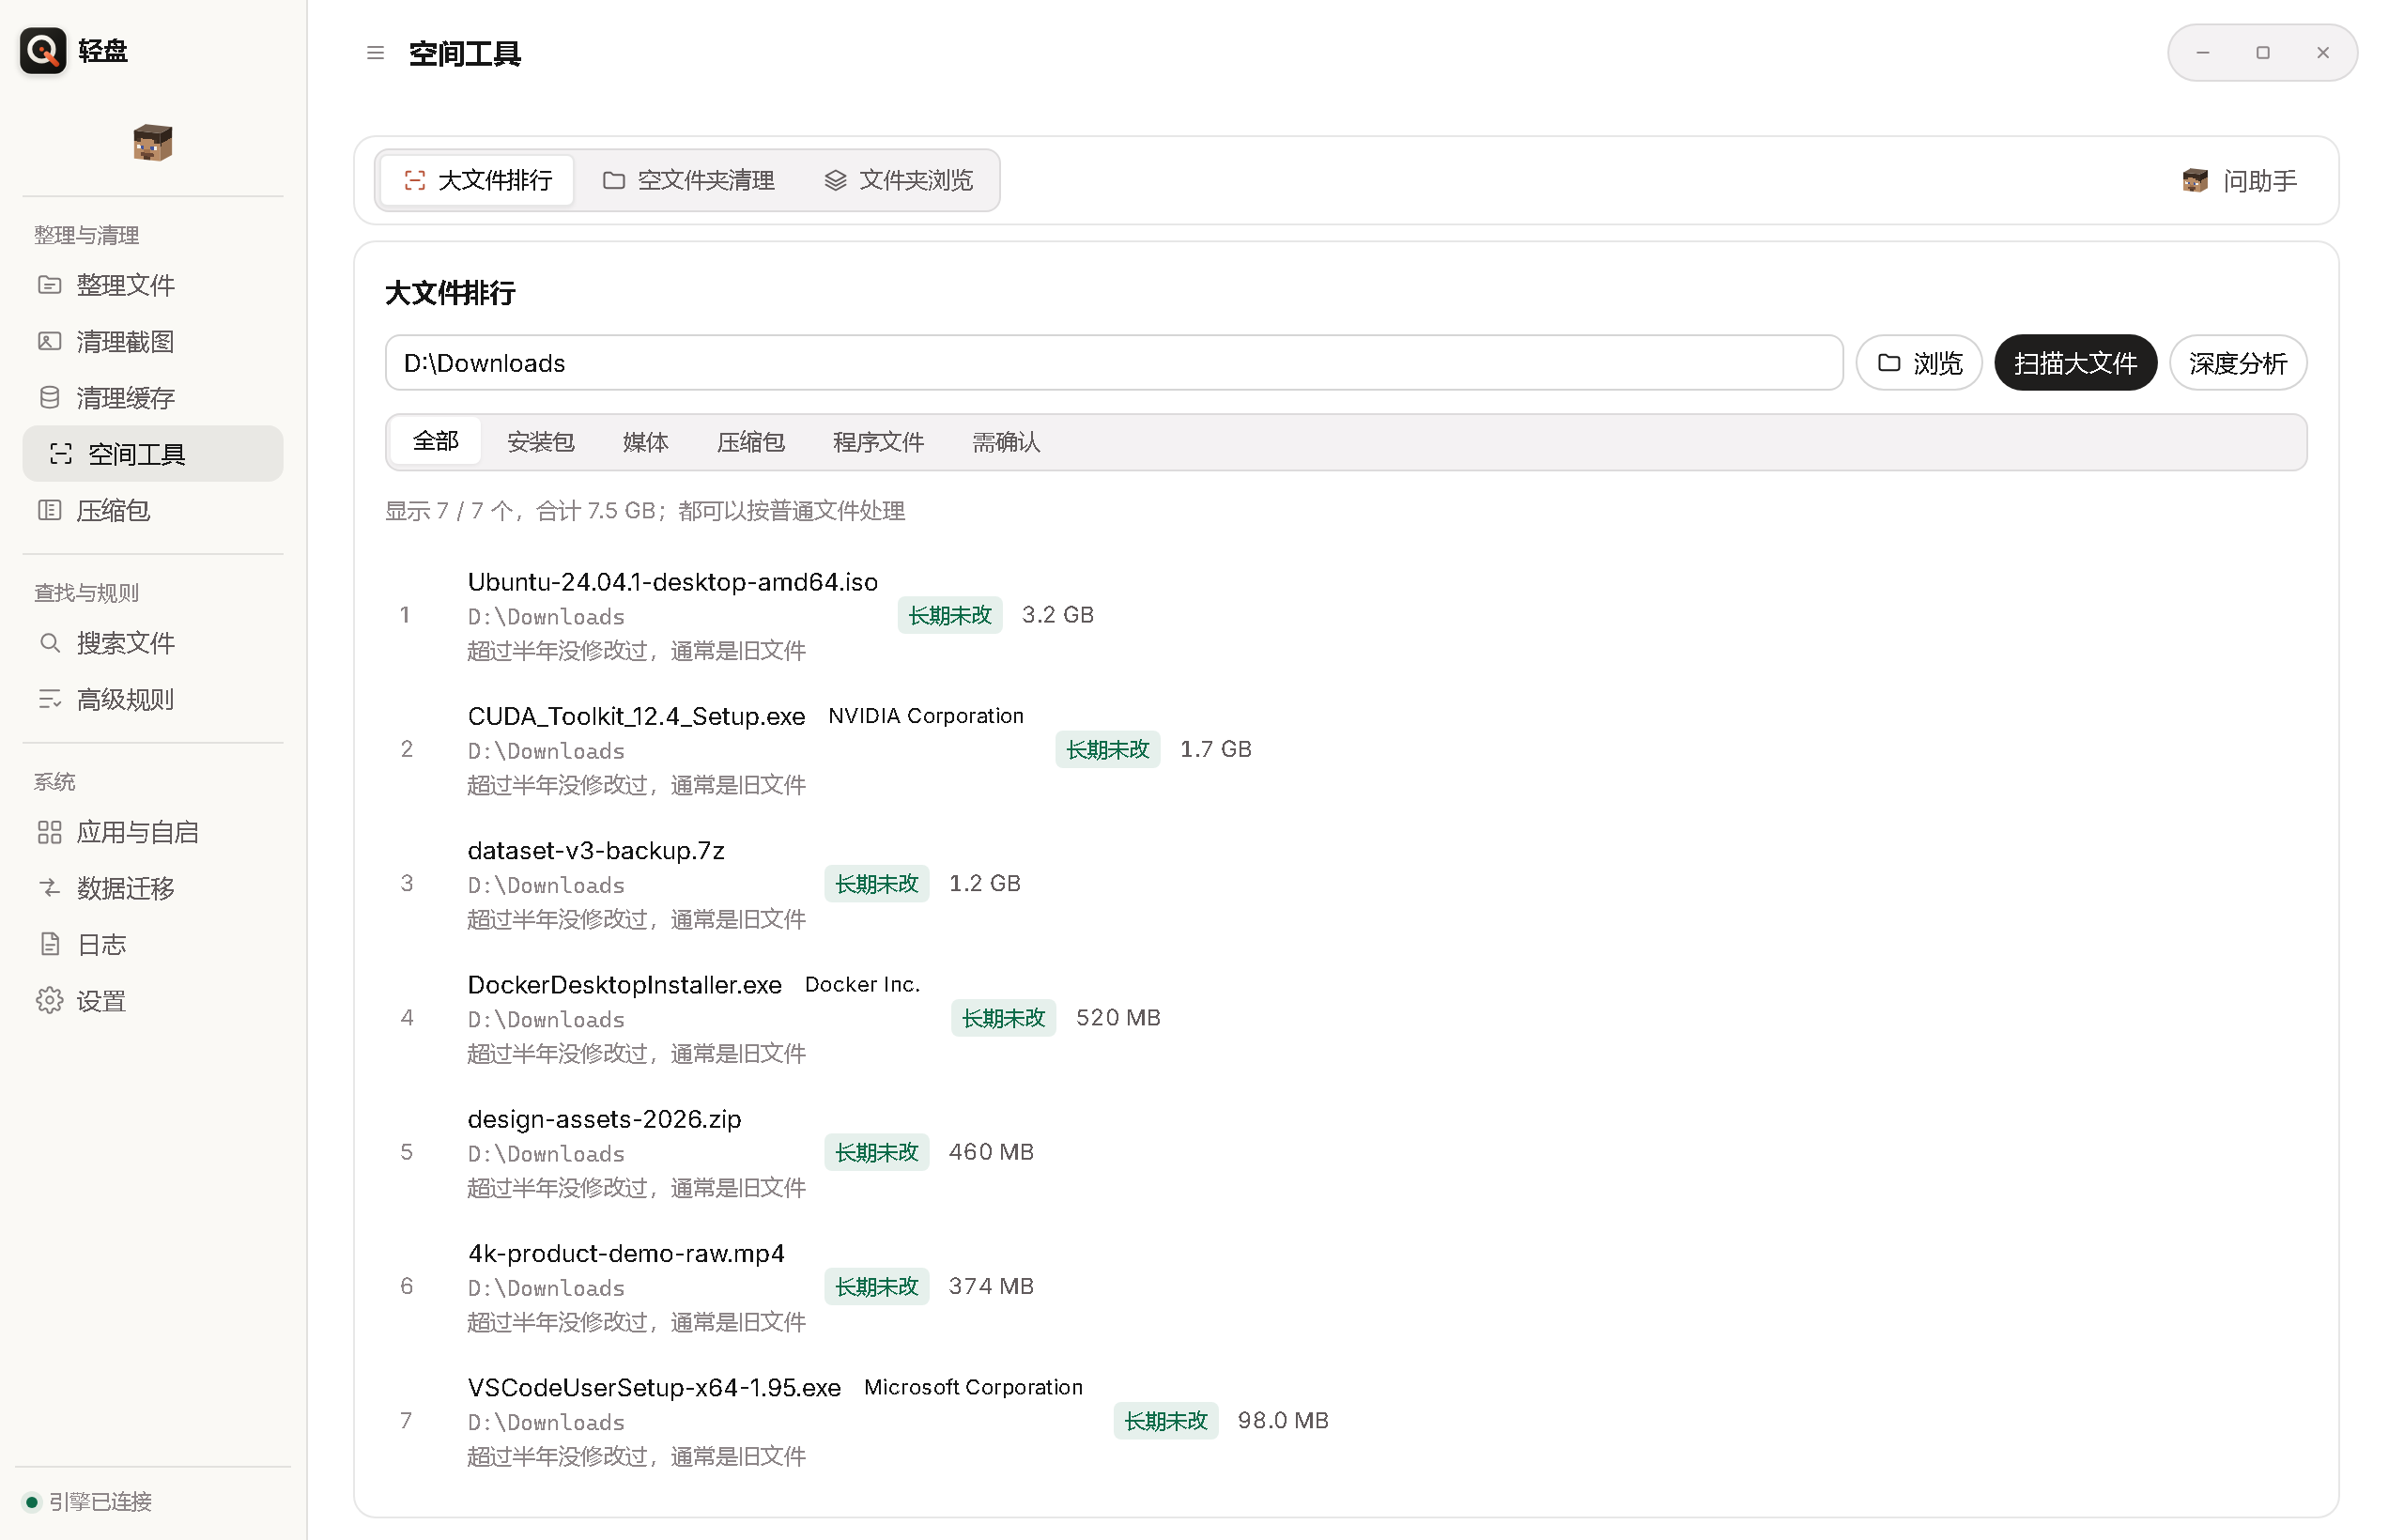 轻盘
空间工具
整理与清理
整理文件
清理截图
清理缓存
空间工具
压缩包
查找与规则
搜索文件
高级规则
系统
应用与自启
数据迁移
日志
设置
引擎已连接
大文件排行 空文件夹清理 文件夹浏览 问助手
大文件排行
D:\Downloads 浏览 扫描大文件 深度分析
全部 安装包 媒体 压缩包 程序文件 需确认
显示 7 / 7 个，合计 7.5 GB；都可以按普通文件处理
Ubuntu-24.04.1-desktop-amd64.iso
1 D:\Downloads 长期未改 3.2 GB
超过半年没修改过，通常是旧文件
CUDA_Toolkit_12.4_Setup.exe NVIDIA Corporation
2 D:\Downloads 长期未改 1.7 GB
超过半年没修改过，通常是旧文件
dataset-v3-backup.7z
3 D:\Downloads 长期未改 1.2 GB
超过半年没修改过，通常是旧文件
DockerDesktopInstaller.exe Docker Inc.
4 D:\Downloads 长期未改 520 MB
超过半年没修改过，通常是旧文件
design-assets-2026.zip
5 D:\Downloads 长期未改 460 MB
超过半年没修改过，通常是旧文件
4k-product-demo-raw.mp4
6 D:\Downloads 长期未改 374 MB
超过半年没修改过，通常是旧文件
VSCodeUserSetup-x64-1.95.exe Microsoft Corporation
7 D:\Downloads 长期未改 98.0 MB
超过半年没修改过，通常是旧文件